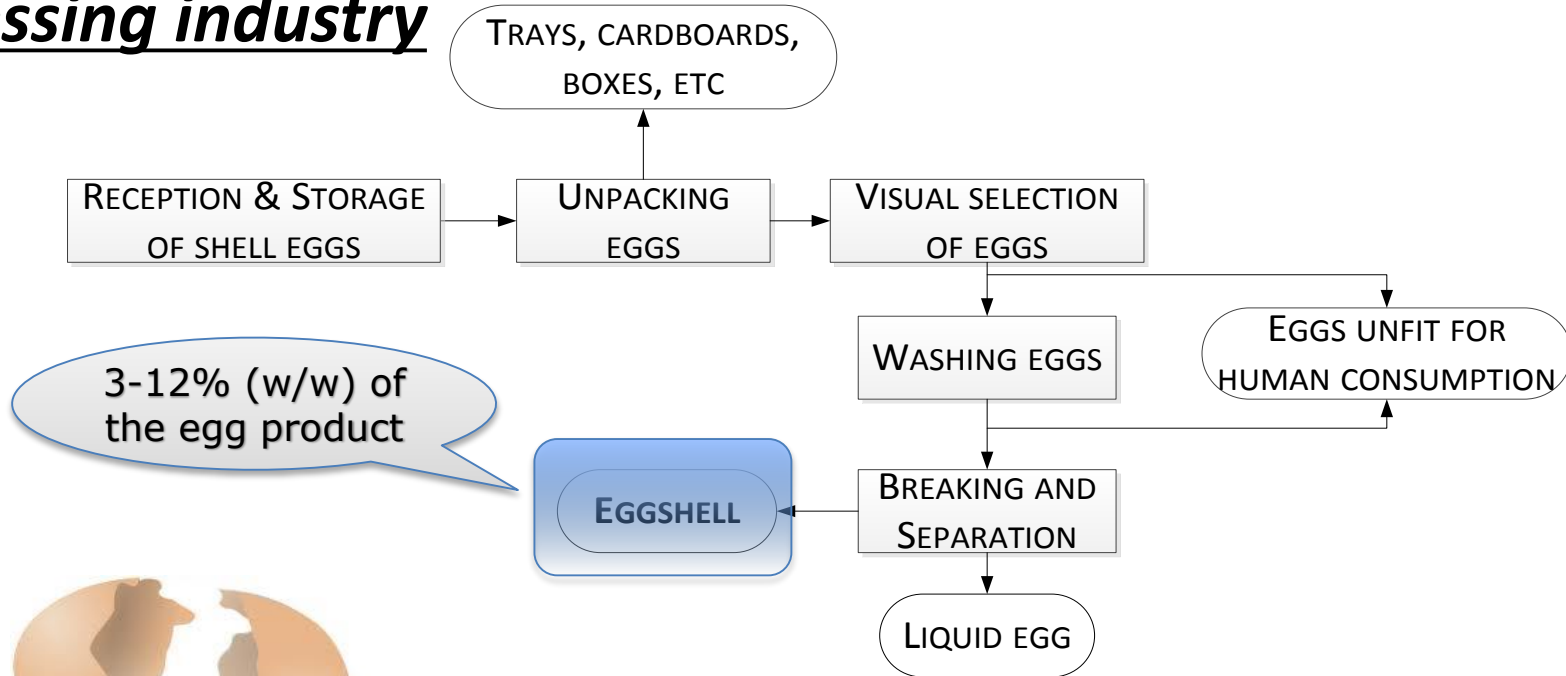 ssing industry
TRAYS, CARDBOARDS,
BOXES, ETC
RECEPTION & STORAGE
OF SHELL EGGS
UNPACKING
EGGS
VISUAL SELECTION
OF EGGS
WASHING EGGS
EGGS UNFIT FOR
HUMAN CONSUMPTION
3-12% (w/w) of
the egg product
EGGSHELL
BREAKING AND
SEPARATION
LIQUID EGG